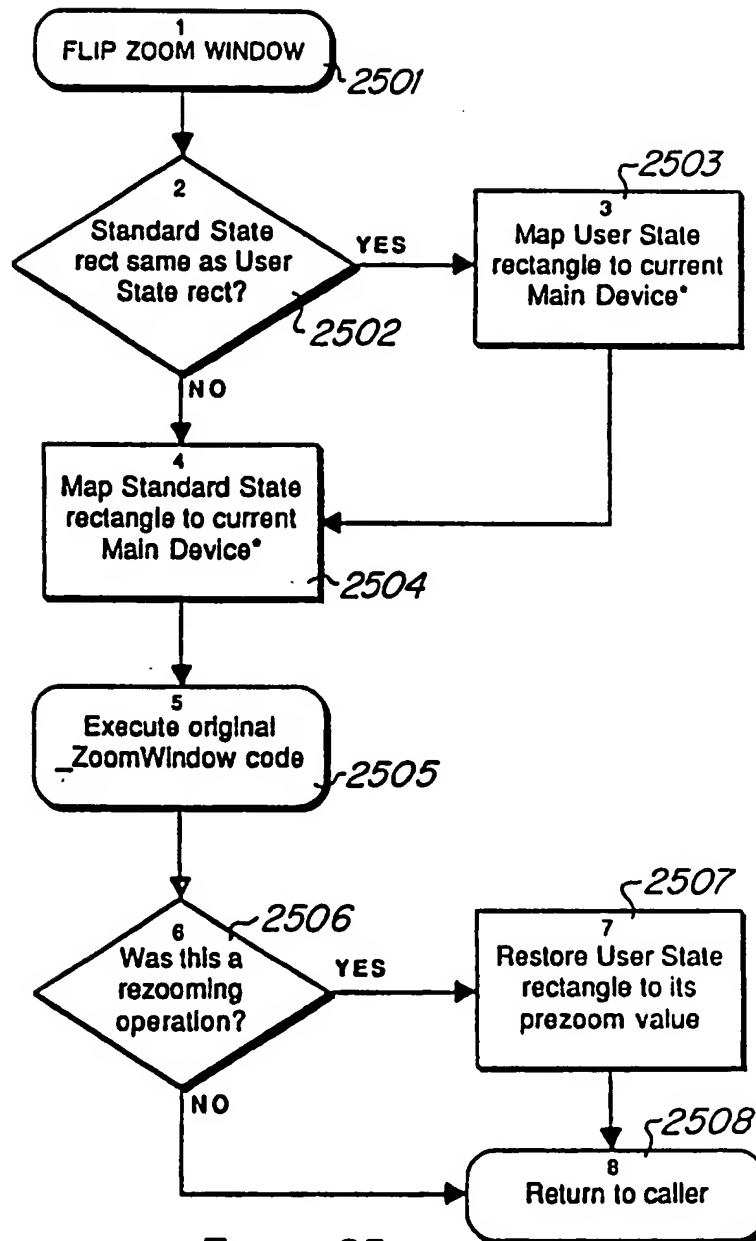 1
FLIP ZOOM WINDOW
2501
2
Standard State
rect same as User
State rect?
2502
YES
NO
2503
3
Map User State
rectangle to current
Main Device*
4
Map Standard State
rectangle to current
Main Device*
2504
5
Execute original
_ZoomWindow code
2505
6
Was this a
rezooming
operation?
2506
YES
NO
2507
7
Restore User State
rectangle to its
prezoom value
2508
8
Return to caller